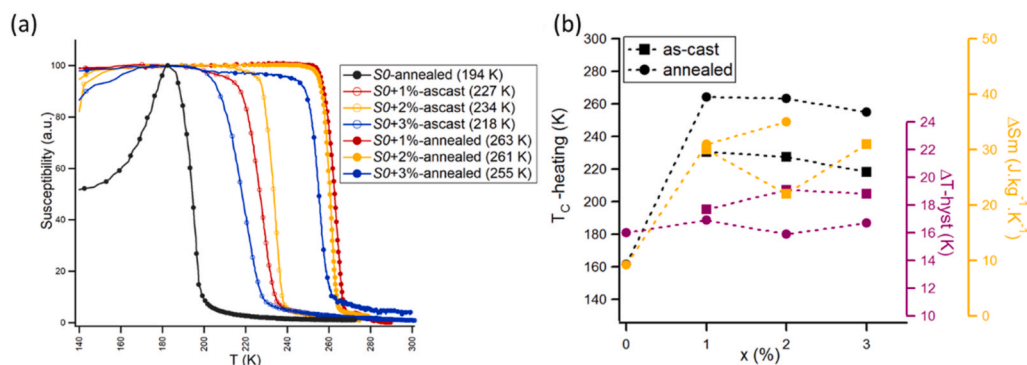 (a)
Susceptibility (a.u.)
100
80
60
40
20
0
140
160
180
200
220
240
260
280
300
T (K)
S0-annealed (194 K)
S0+1%-ascast (227 K)
S0+2%-ascast (234 K)
S0+3%-ascast (218 K)
S0+1%-annealed (263 K)
S0+2%-annealed (261 K)
S0+3%-annealed (255 K)
(b)
as-cast
annealed
TC -heating (K)
300
280
260
240
220
200
180
160
140
0
1
2
3
x (%)
24
22
20
18
16
14
12
10
ΔT-hyst (K)
50
40
30
20
10
0
ΔSm (J.kg⁻¹.K⁻¹)